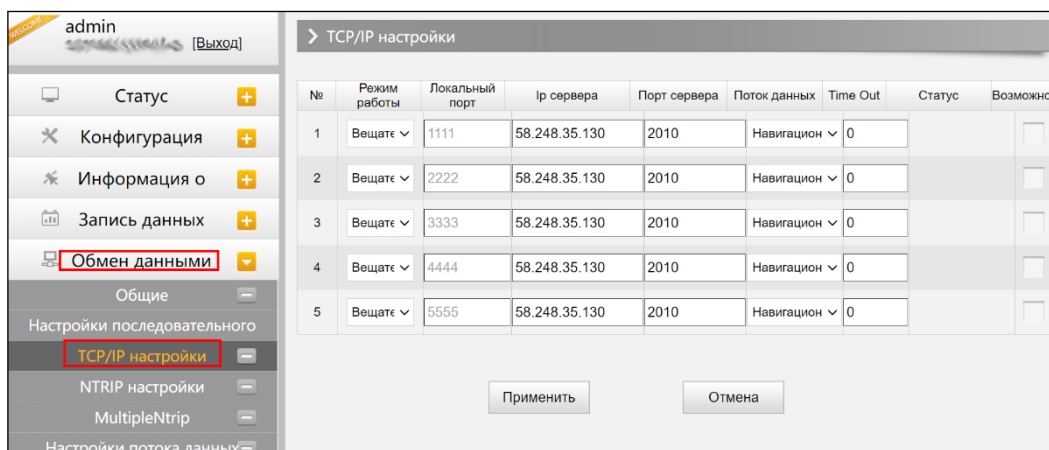 WELCOME
admin
[Выход]
Статус
Конфигурация
Информация о
Запись данных
Обмен данными
Общие
Настройки последовательного
TCP/IP настройки
NTRIP настройки
MultipleNtrip
Настройки потока данных
TCP/IP настройки
№ Режим работы Локальный порт Ip сервера Порт сервера Поток данных Time Out Статус Возможно
1 Вещате 1111 58.248.35.130 2010 Навигацион 0
2 Вещате 2222 58.248.35.130 2010 Навигацион 0
3 Вещате 3333 58.248.35.130 2010 Навигацион 0
4 Вещате 4444 58.248.35.130 2010 Навигацион 0
5 Вещате 5555 58.248.35.130 2010 Навигацион 0
Применить Отмена